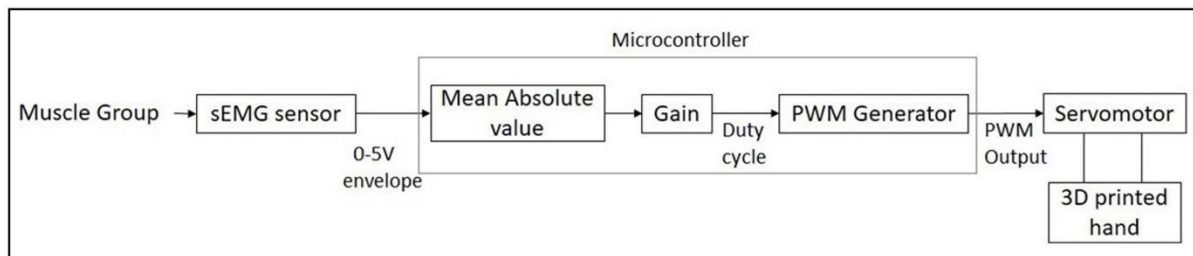 Microcontroller
Muscle Group
sEMG sensor
0-5V
envelope
Mean Absolute
value
Gain
Duty
cycle
PWM Generator
PWM
Output
Servomotor
3D printed
hand